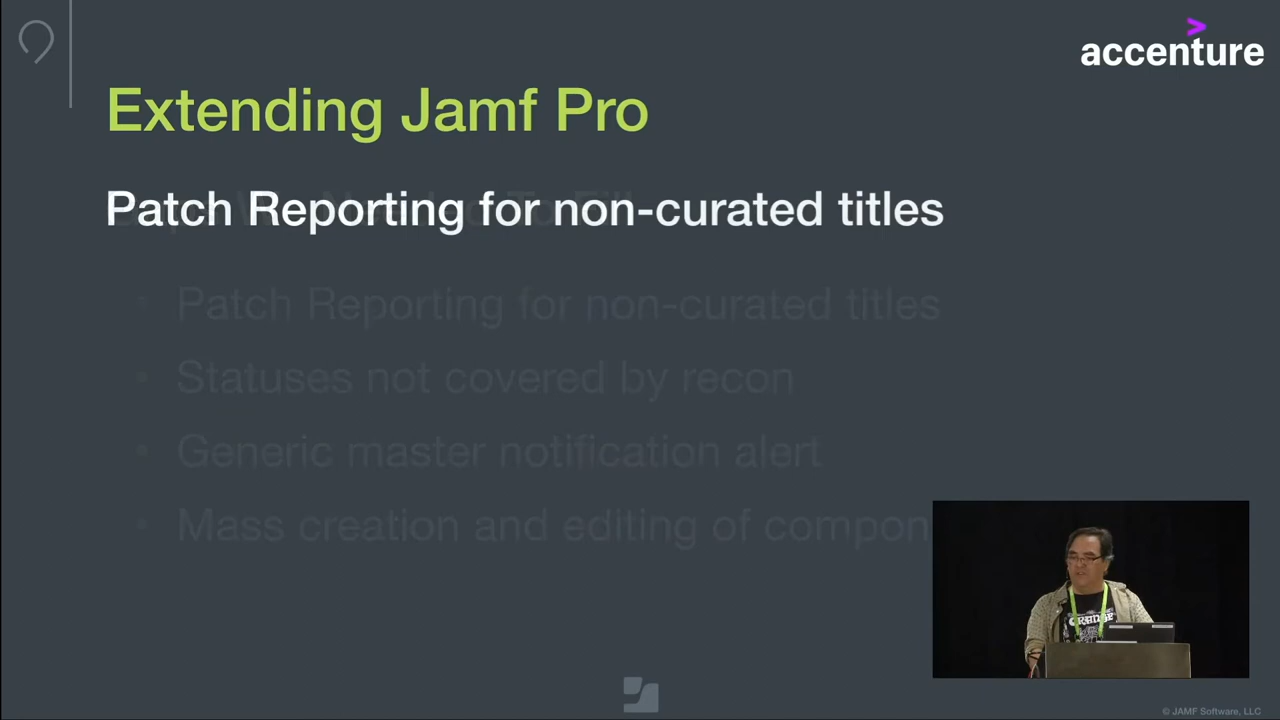 accenture
Extending Jamf Pro
Patch Reporting for non-curated titles
Patch Reporting for non-curated titles
Statuses not covered by recon
Generic master notification alert
Mass creation and editing of compon
© JAMF Software, LLC